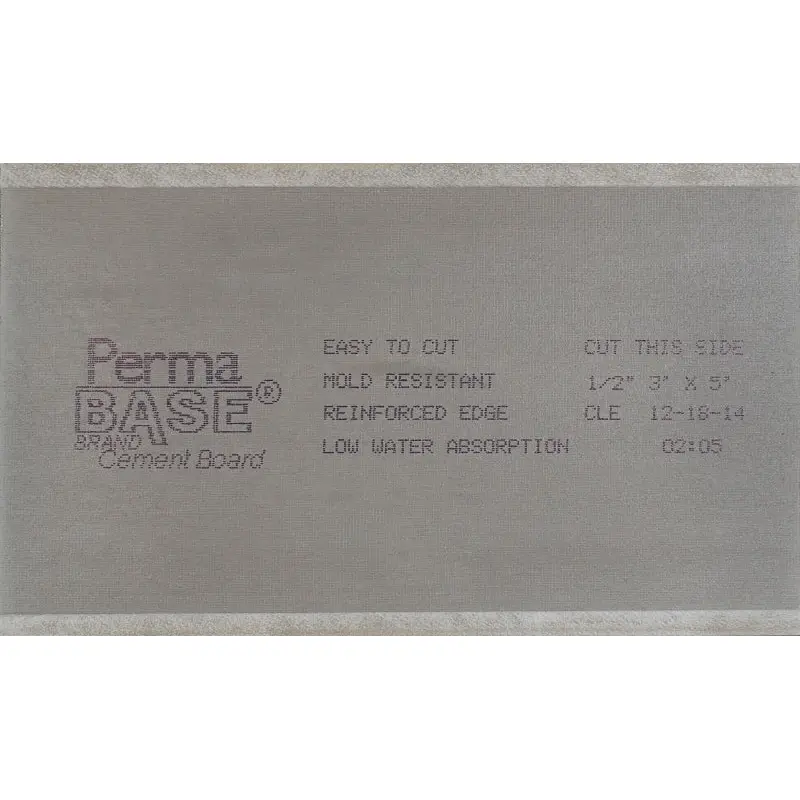 Perma
BASE®
BRAND
Cement Board
EASY TO CUT
MOLD RESISTANT
REINFORCED EDGE
LOW WATER ABSORPTION
CUT THIS SIDE
1/2" 3' X 5'
CLE 12-16-14
02:05